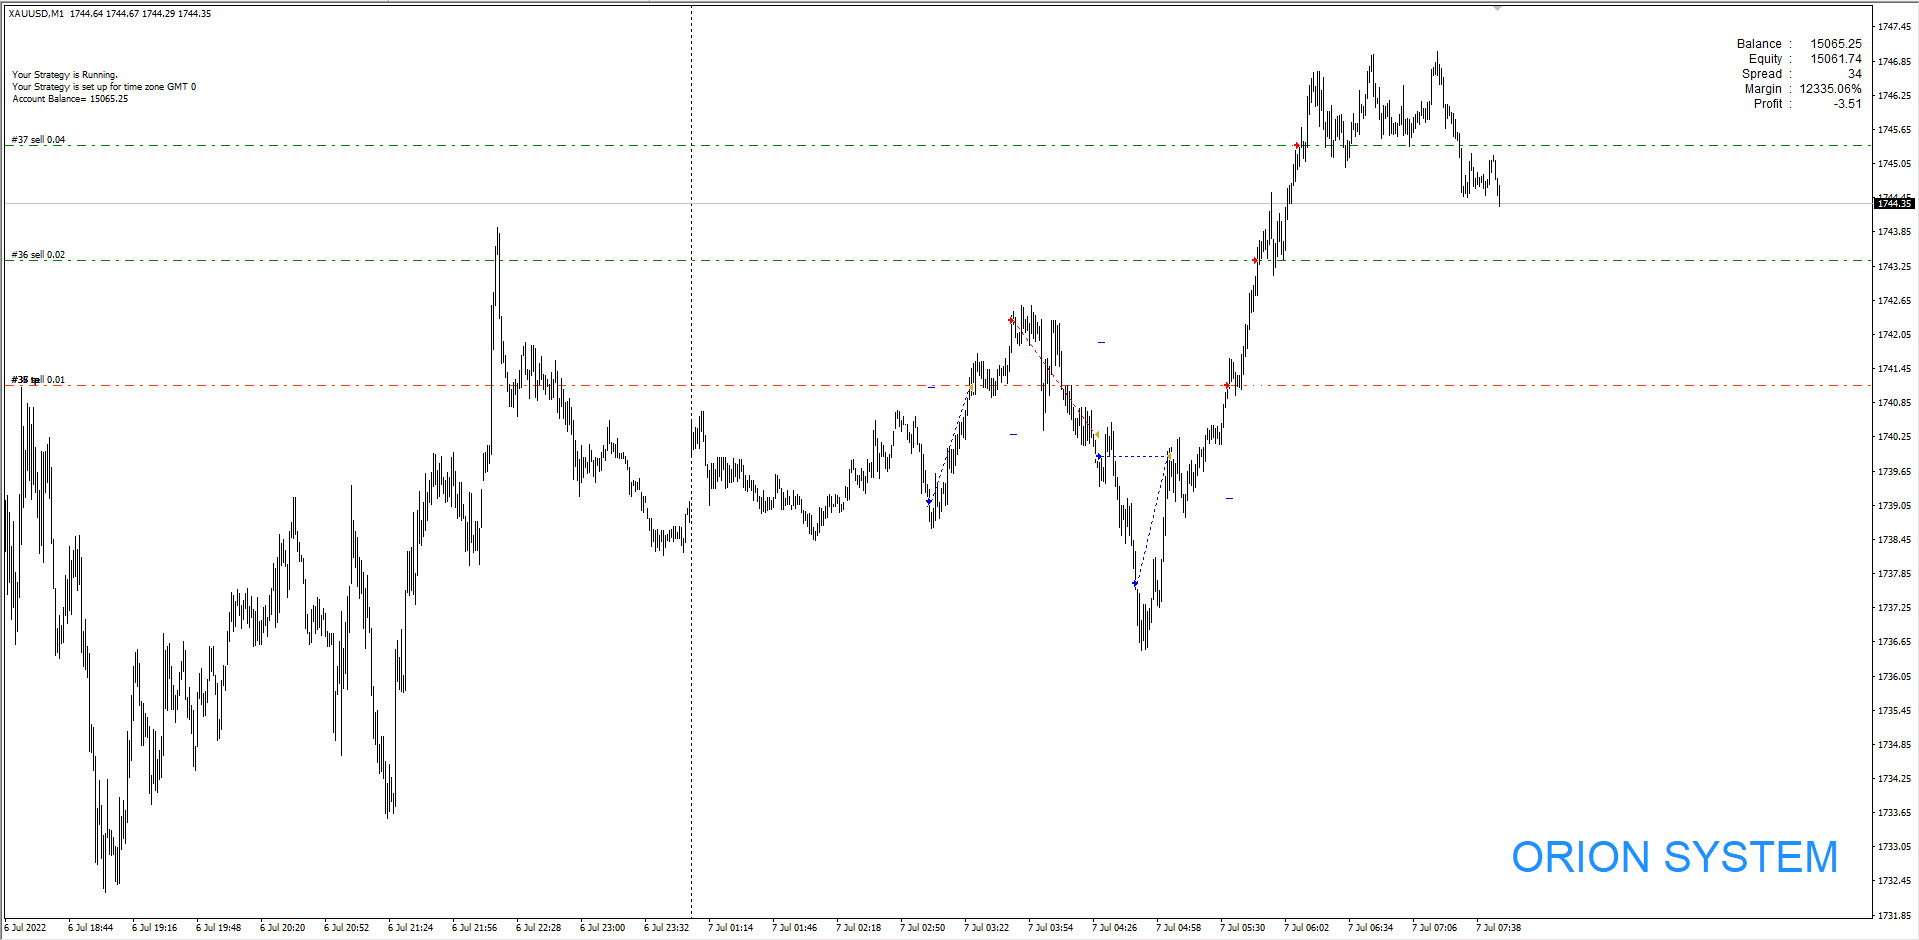 XAUUSD,M1 1744.64 1744.67 1744.29 1744.35
Your Strategy is Running.
Your Strategy is set up for time zone GMT 0
Account Balance= 15065.25
Balance : 15065.25
Equity : 15061.74
Spread : 34
Margin : 12335.06%
Profit : -3.51
#37 sell 0.04
#36 sell 0.02
sell 0.01
1747.45
1746.85
1746.25
1745.65
1745.05
1744.35
1743.85
1743.25
1742.65
1742.05
1741.45
1740.85
1740.25
1739.65
1739.05
1738.45
1737.85
1737.25
1736.65
1736.05
1735.45
1734.85
1734.25
1733.65
1733.05
1732.45
1731.85
ORION SYSTEM
6 Jul 2022
6 Jul 18:44
6 Jul 19:16
6 Jul 19:48
6 Jul 20:20
6 Jul 20:52
6 Jul 21:24
6 Jul 21:56
6 Jul 22:28
6 Jul 23:00
6 Jul 23:32
7 Jul 01:14
7 Jul 01:46
7 Jul 02:18
7 Jul 02:50
7 Jul 03:22
7 Jul 03:54
7 Jul 04:26
7 Jul 04:58
7 Jul 05:30
7 Jul 06:02
7 Jul 06:34
7 Jul 07:06
7 Jul 07:38